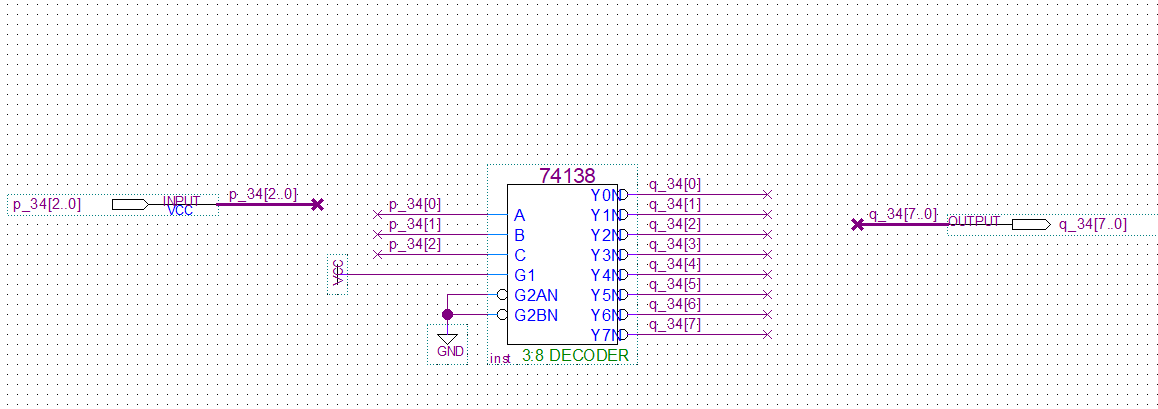 74138
p_34[2..0]
INPUT
VCC
p_34[2..0]
p_34[0]
p_34[1]
p_34[2]
VCC
A
B
C
G1
G2AN
G2BN
GND
Y0N
Y1N
Y2N
Y3N
Y4N
Y5N
Y6N
Y7N
inst
3:8 DECODER
q_34[0]
q_34[1]
q_34[2]
q_34[3]
q_34[4]
q_34[5]
q_34[6]
q_34[7]
q_34[7..0]
OUTPUT
q_34[7..0]